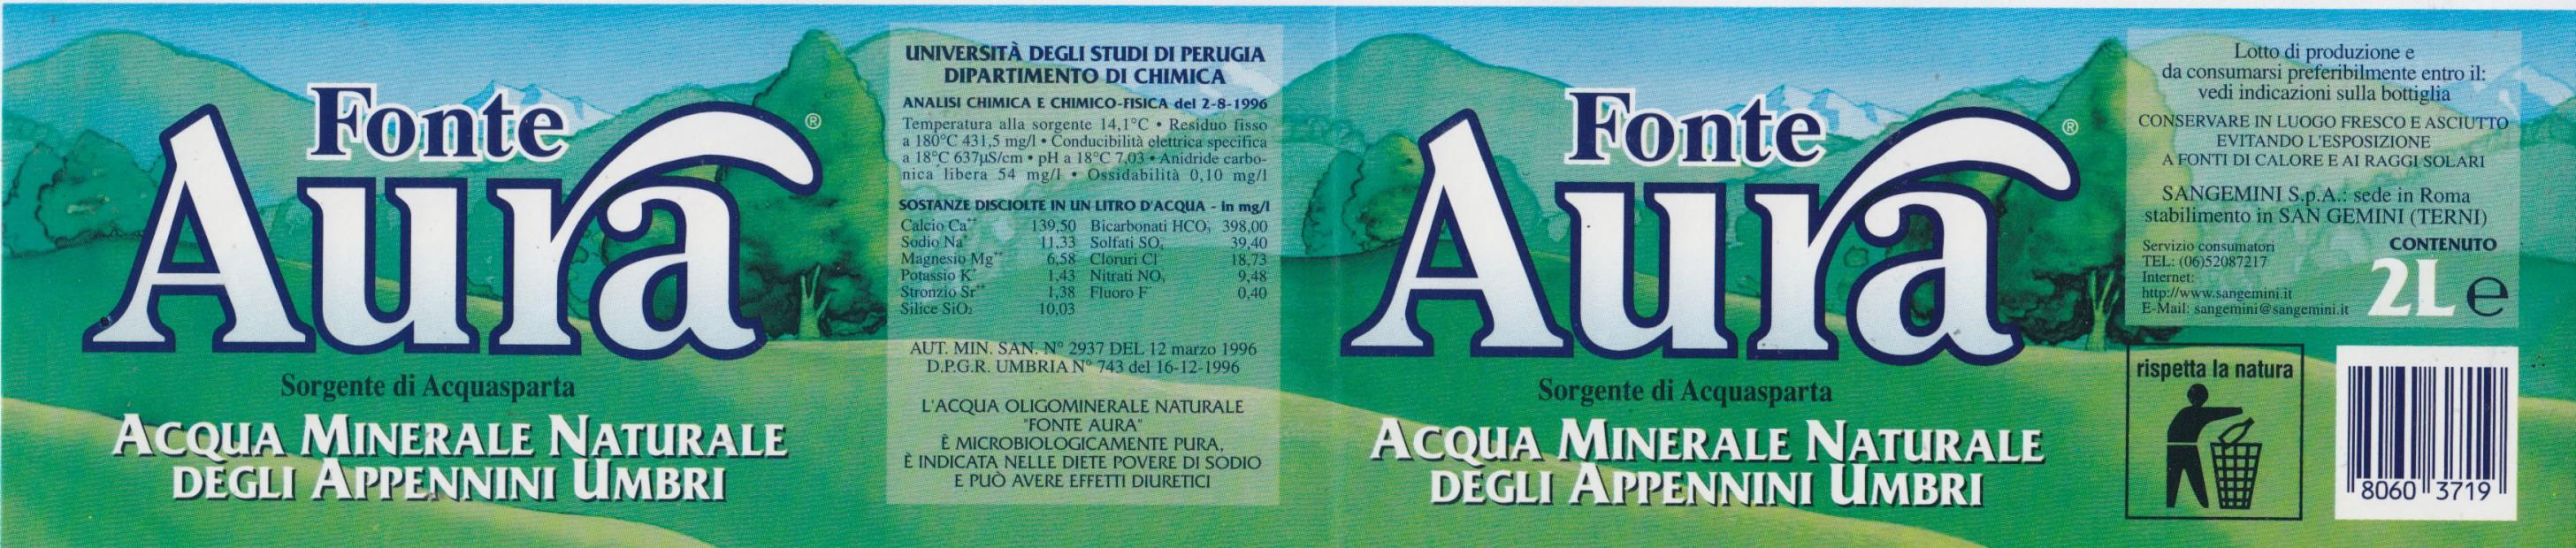 Fonte
Aura®
Sorgente di Acquasparta
ACQUA MINERALE NATURALE
DEGLI APPENNINI UMBRI
UNIVERSITÀ DEGLI STUDI DI PERUGIA
DIPARTIMENTO DI CHIMICA
ANALISI CHIMICA E CHIMICO-FISICA del 2-8-1996
Temperatura alla sorgente 14,1°C • Residuo fisso
a 180°C 431,5 mg/l • Conducibilità elettrica specifica
a 18°C 637µS/cm • pH a 18°C 7,03 • Anidride carbo-
nica libera 54 mg/l • Ossidabilità 0,10 mg/l
SOSTANZE DISCIOLTE IN UN LITRO D'ACQUA - in mg/l
Calcio Ca⁺⁺ 139,50 Bicarbonati HCO₃ 398,00
Sodio Na⁺ 11,33 Solfati SO₄ 39,40
Magnesio Mg⁺⁺ 6,58 Cloruri Cl⁻ 18,73
Potassio K⁺ 1,43 Nitrati NO₃ 9,48
Stronzio Sr⁺⁺ 1,38 Fluoro F⁻ 0,40
Silice SiO₂ 10,03
AUT. MIN. SAN. N° 2937 DEL 12 marzo 1996
D.P.G.R. UMBRIA N° 743 del 16-12-1996
L'ACQUA OLIGOMINERALE NATURALE
"FONTE AURA"
È MICROBIOLOGICAMENTE PURA,
È INDICATA NELLE DIETE POVERE DI SODIO
E PUÒ AVERE EFFETTI DIURETICI
Fonte
Aura®
Sorgente di Acquasparta
ACQUA MINERALE NATURALE
DEGLI APPENNINI UMBRI
Lotto di produzione e
da consumarsi preferibilmente entro il:
vedi indicazioni sulla bottiglia
CONSERVARE IN LUOGO FRESCO E ASCIUTTO
EVITANDO L'ESPOSIZIONE
A FONTI DI CALORE E AI RAGGI SOLARI
SANGEMINI S.p.A.: sede in Roma
stabilimento in SAN GEMINI (TERNI)
Servizio consumatori
TEL: (06)52087217
Internet:
http://www.sangemini.it
E-Mail: sangemini@sangemini.it
CONTENUTO
2L e
rispetta la natura
8060 3719